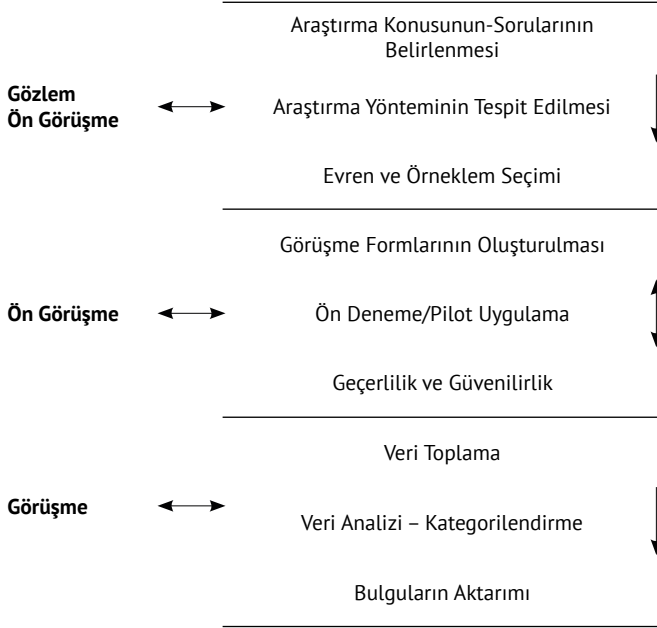 Araştırma Konusunun-Sorularının
Belirlenmesi
Gözlem
Ön Görüşme
Araştırma Yönteminin Tespit Edilmesi
Evren ve Örneklem Seçimi
Görüşme Formlarının Oluşturulması
Ön Görüşme
Ön Deneme/Pilot Uygulama
Geçerlilik ve Güvenilirlik
Veri Toplama
Görüşme
Veri Analizi – Kategorilendirme
Bulguların Aktarımı